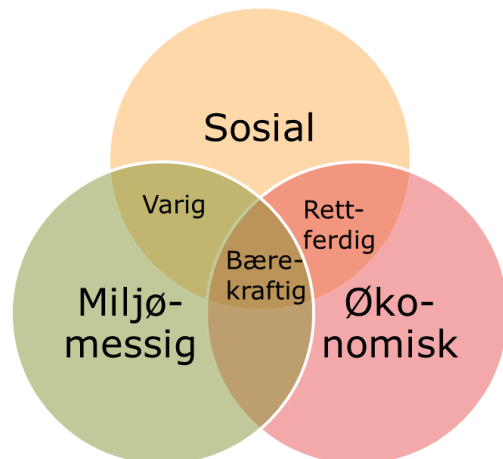 Sosial
Varig
Rett-
ferdig
Bære-
kraftig
Miljø-
messig
Øko-
nomisk